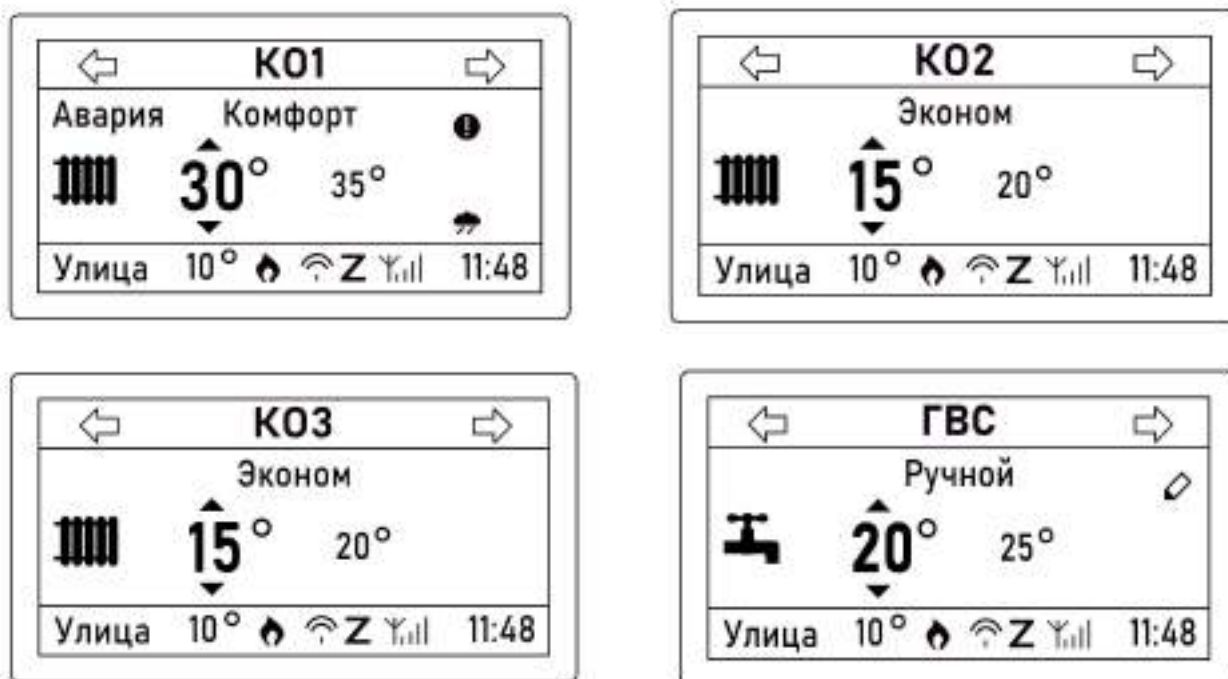 КО1
Авария Комфорт
30° 35°
Улица 10° Z 11:48
КО2
Эконом
15° 20°
Улица 10° Z 11:48
КО3
Эконом
15° 20°
Улица 10° Z 11:48
ГВС
Ручной
20° 25°
Улица 10° Z 11:48